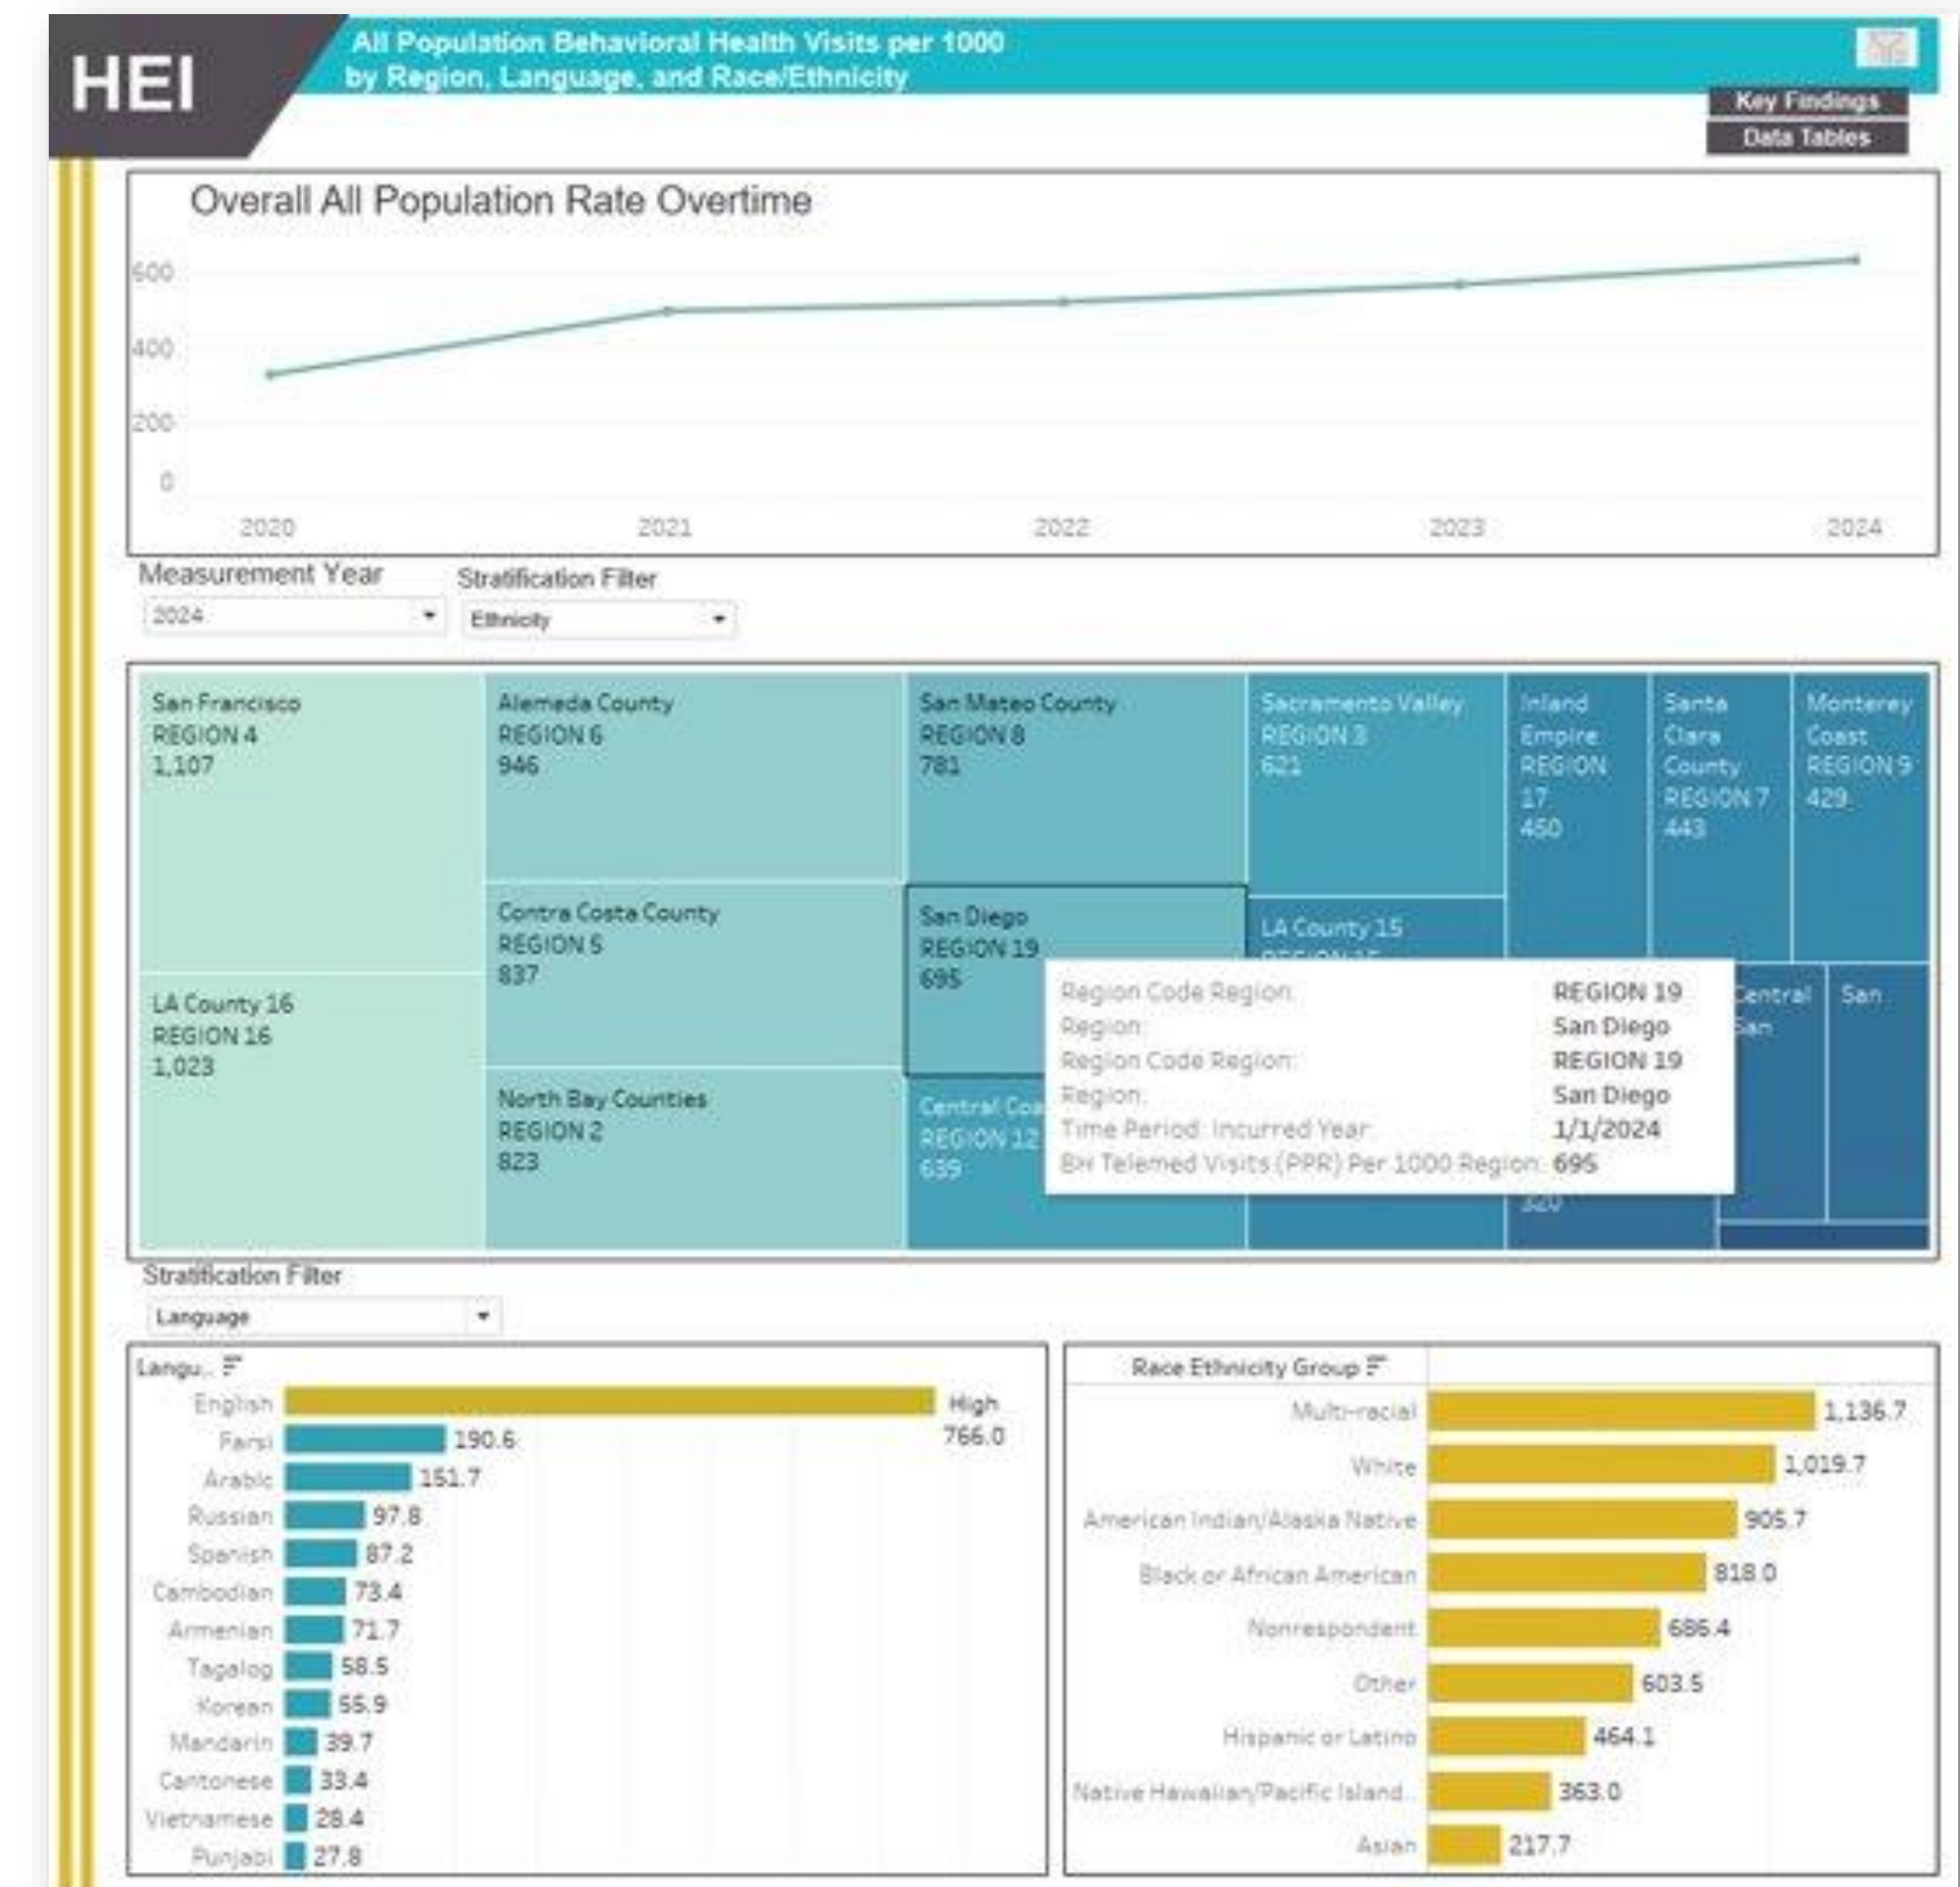 HEI
All Population Behavioral Health Visits per 1000
by Region, Language, and Race/Ethnicity
Key Findings
Data Tables
Overall All Population Rate Overtime
600
400
200
0
2020 2021 2022 2023 2024
Measurement Year
2024
Stratification Filter
Ethnicity
San Francisco
REGION 4
1,107
LA County 16
REGION 16
1,023
Alameda County
REGION 6
946
Contra Costa County
REGION 5
837
North Bay Counties
REGION 2
823
San Mateo County
REGION 8
781
San Diego
REGION 19
695
Central Coa
REGION 12
639
Sacramento Valley
REGION 3
621
LA County 15
Inland
Empire
REGION
17
450
Santa
Clara
County
REGION 7
443
Monterey
Coast
REGION 9
429
Central
San
San
320
Region Code Region: REGION 19
Region: San Diego
Region Code Region: REGION 19
Region: San Diego
Time Period: Incurred Year: 1/1/2024
BH Telemed Visits (PPR) Per 1000 Region: 695
Stratification Filter
Language
Langu..
English High
766.0
Farsi 190.6
Arabic 151.7
Russian 97.8
Spanish 87.2
Cambodian 73.4
Armenian 71.7
Tagalog 58.5
Korean 55.9
Mandarin 39.7
Cantonese 33.4
Vietnamese 28.4
Punjabi 27.8
Race Ethnicity Group
Multi-racial 1,136.7
White 1,019.7
American Indian/Alaska Native 905.7
Black or African American 818.0
Nonrespondent 686.4
Other 603.5
Hispanic or Latino 464.1
Native Hawaiian/Pacific Island.. 363.0
Asian 217.7